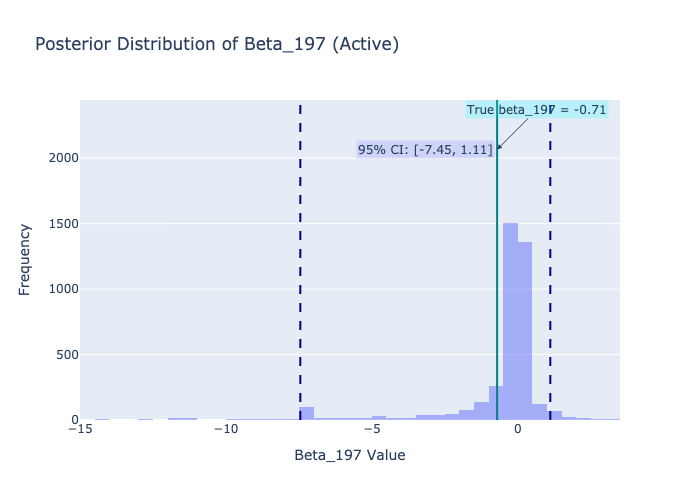 Posterior Distribution of Beta_197 (Active)
True beta_197 = -0.71
95% CI: [-7.45, 1.11]
2000
1500
1000
500
0
Frequency
−15
−10
−5
0
Beta_197 Value